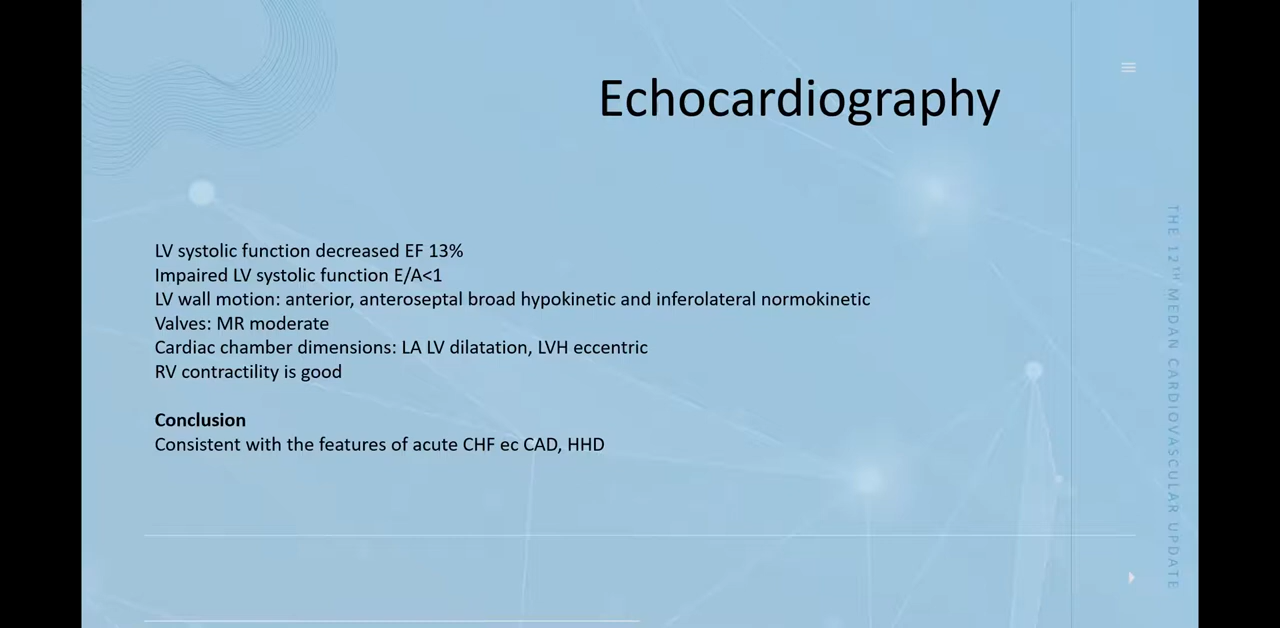 Echocardiography
LV systolic function decreased EF 13%
Impaired LV systolic function E/A<1
LV wall motion: anterior, anteroseptal broad hypokinetic and inferolateral normokinetic
Valves: MR moderate
Cardiac chamber dimensions: LA LV dilatation, LVH eccentric
RV contractility is good
Conclusion
Consistent with the features of acute CHF ec CAD, HHD
THE 12TH MEDAN CARDIOVASCULAR UPDATE